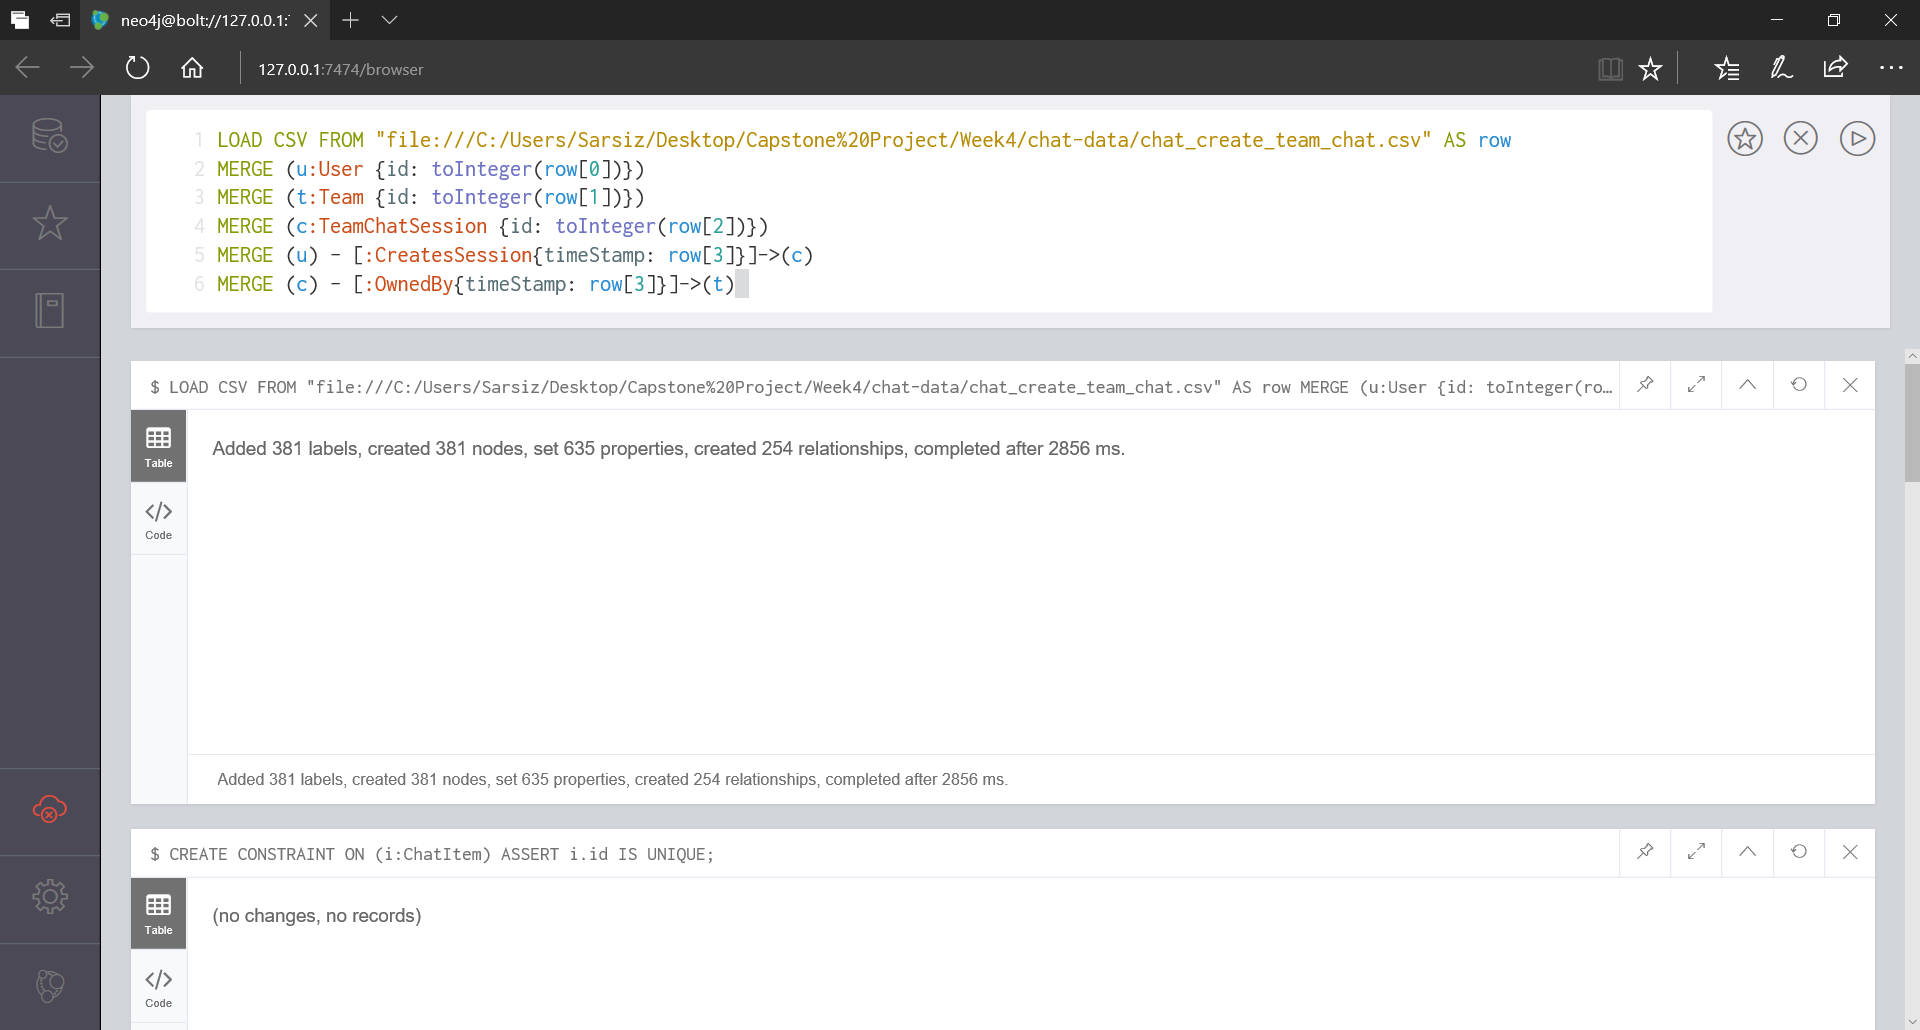 neo4j@bolt://127.0.0.1:
127.0.0.1:7474/browser
1 LOAD CSV FROM "file:///C:/Users/Sarsiz/Desktop/Capstone%20Project/Week4/chat-data/chat_create_team_chat.csv" AS row
2 MERGE (u:User {id: toInteger(row[0])})
3 MERGE (t:Team {id: toInteger(row[1])})
4 MERGE (c:TeamChatSession {id: toInteger(row[2])})
5 MERGE (u) - [:CreatesSession{timeStamp: row[3]}]->(c)
6 MERGE (c) - [:OwnedBy{timeStamp: row[3]}]->(t)
$ LOAD CSV FROM "file:///C:/Users/Sarsiz/Desktop/Capstone%20Project/Week4/chat-data/chat_create_team_chat.csv" AS row MERGE (u:User {id: toInteger(ro…
Table
Added 381 labels, created 381 nodes, set 635 properties, created 254 relationships, completed after 2856 ms.
</> Code
Added 381 labels, created 381 nodes, set 635 properties, created 254 relationships, completed after 2856 ms.
$ CREATE CONSTRAINT ON (i:ChatItem) ASSERT i.id IS UNIQUE;
Table
(no changes, no records)
</> Code